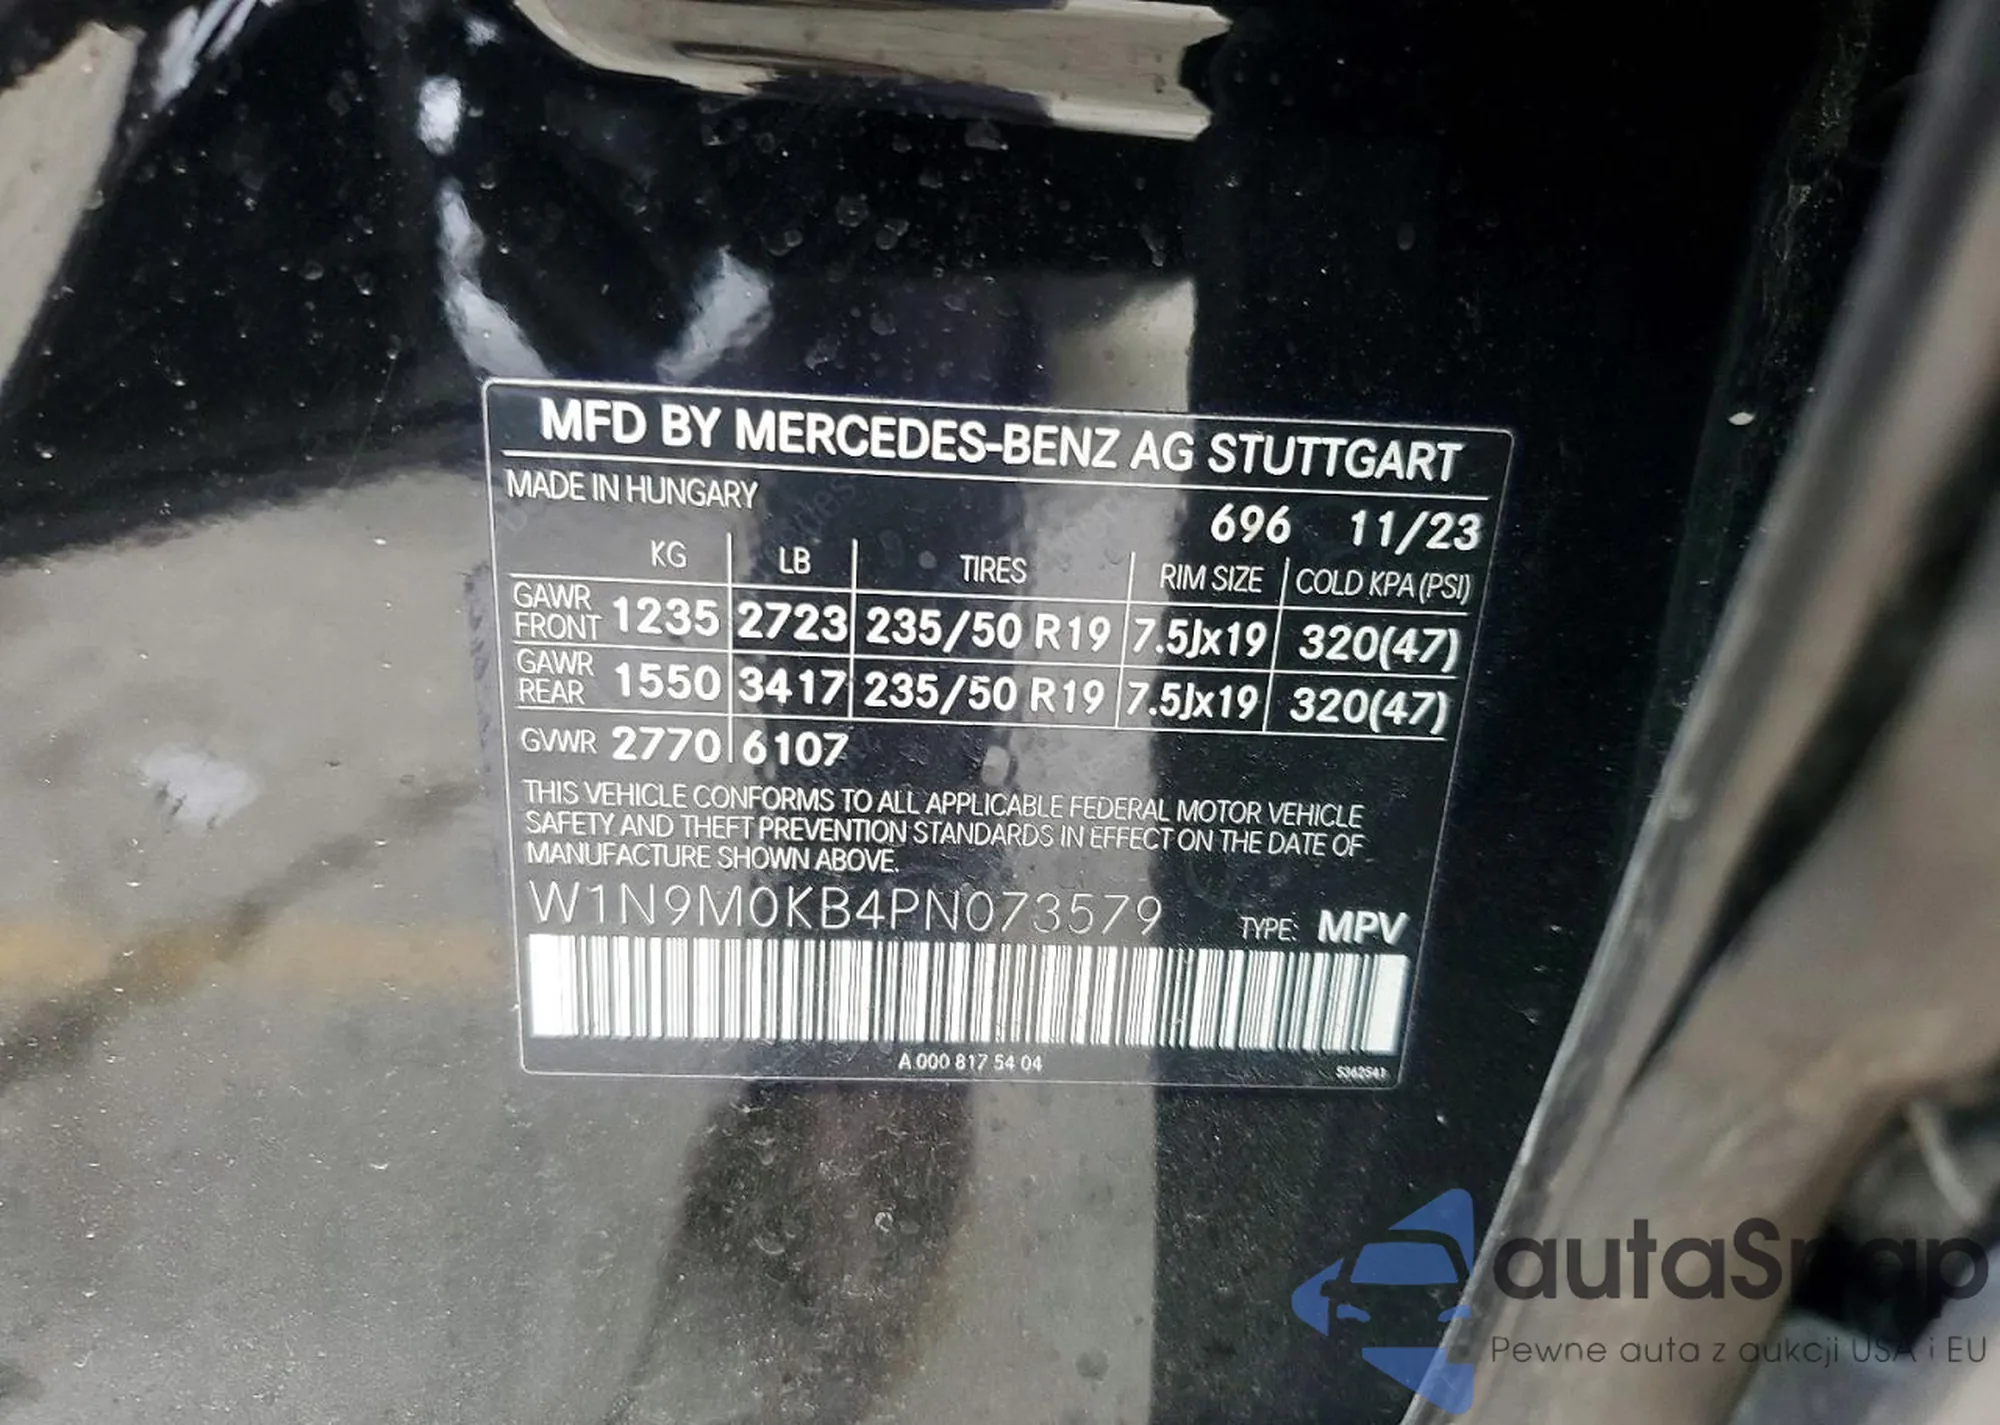 MFD BY MERCEDES-BENZ AG STUTTGART
MADE IN HUNGARY
696 11/23
KG LB TIRES RIM SIZE COLD KPA (PSI)
GAWR FRONT 1235 2723 235/50 R19 7.5Jx19 320(47)
GAWR REAR 1550 3417 235/50 R19 7.5Jx19 320(47)
GVWR 2770 6107
THIS VEHICLE CONFORMS TO ALL APPLICABLE FEDERAL MOTOR VEHICLE
SAFETY AND THEFT PREVENTION STANDARDS IN EFFECT ON THE DATE OF
MANUFACTURE SHOWN ABOVE.
W1N9M0KB4PN073579 TYPE: MPV
A 000 817 54 04
S362541
autaSnap
Pewne auta z aukcji USA i EU